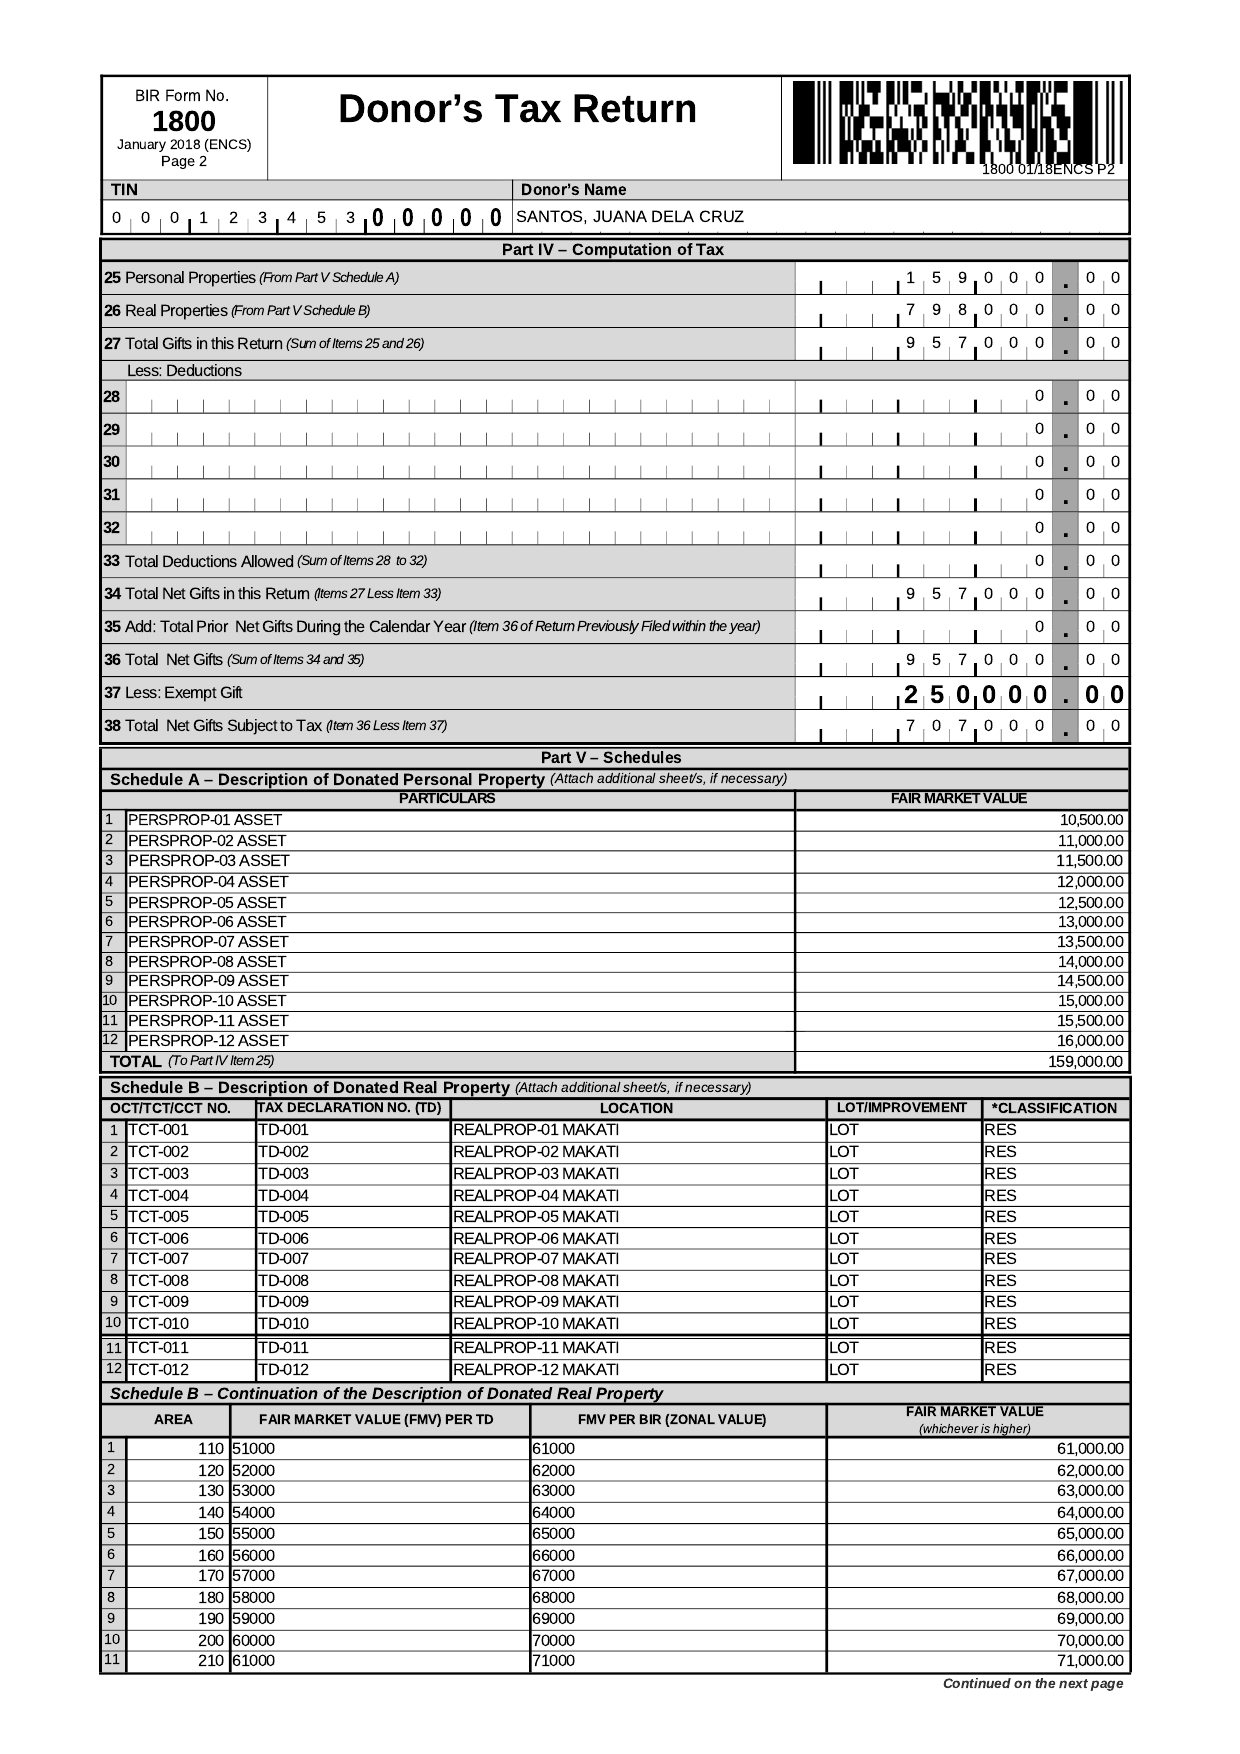 BIR Form No.
1800
January 2018 (ENCS)
Page 2
Donor's Tax Return
1800 01/18ENCS P2
TIN Donor's Name
0 0 0 1 2 3 4 5 3 0 0 0 0 0 SANTOS, JUANA DELA CRUZ
Part IV – Computation of Tax
25 Personal Properties (From Part V Schedule A) 1 5 9 0 0 0 . 0 0
26 Real Properties (From Part V Schedule B) 7 9 8 0 0 0 . 0 0
27 Total Gifts in this Return (Sum of Items 25 and 26) 9 5 7 0 0 0 . 0 0
Less: Deductions
28 0 . 0 0
29 0 . 0 0
30 0 . 0 0
31 0 . 0 0
32 0 . 0 0
33 Total Deductions Allowed (Sum of Items 28 to 32) 0 . 0 0
34 Total Net Gifts in this Return (Items 27 Less Item 33) 9 5 7 0 0 0 . 0 0
35 Add: Total Prior Net Gifts During the Calendar Year (Item 36 of Return Previously Filed within the year) 0 . 0 0
36 Total Net Gifts (Sum of Items 34 and 35) 9 5 7 0 0 0 . 0 0
37 Less: Exempt Gift 2 5 0 0 0 0 . 0 0
38 Total Net Gifts Subject to Tax (Item 36 Less Item 37) 7 0 7 0 0 0 . 0 0
Part V – Schedules
Schedule A – Description of Donated Personal Property (Attach additional sheet/s, if necessary)
PARTICULARS FAIR MARKET VALUE
1 PERSPROP-01 ASSET 10,500.00
2 PERSPROP-02 ASSET 11,000.00
3 PERSPROP-03 ASSET 11,500.00
4 PERSPROP-04 ASSET 12,000.00
5 PERSPROP-05 ASSET 12,500.00
6 PERSPROP-06 ASSET 13,000.00
7 PERSPROP-07 ASSET 13,500.00
8 PERSPROP-08 ASSET 14,000.00
9 PERSPROP-09 ASSET 14,500.00
10 PERSPROP-10 ASSET 15,000.00
11 PERSPROP-11 ASSET 15,500.00
12 PERSPROP-12 ASSET 16,000.00
TOTAL (To Part IV Item 25) 159,000.00
Schedule B – Description of Donated Real Property (Attach additional sheet/s, if necessary)
OCT/TCT/CCT NO. TAX DECLARATION NO. (TD) LOCATION LOT/IMPROVEMENT *CLASSIFICATION
1 TCT-001 TD-001 REALPROP-01 MAKATI LOT RES
2 TCT-002 TD-002 REALPROP-02 MAKATI LOT RES
3 TCT-003 TD-003 REALPROP-03 MAKATI LOT RES
4 TCT-004 TD-004 REALPROP-04 MAKATI LOT RES
5 TCT-005 TD-005 REALPROP-05 MAKATI LOT RES
6 TCT-006 TD-006 REALPROP-06 MAKATI LOT RES
7 TCT-007 TD-007 REALPROP-07 MAKATI LOT RES
8 TCT-008 TD-008 REALPROP-08 MAKATI LOT RES
9 TCT-009 TD-009 REALPROP-09 MAKATI LOT RES
10 TCT-010 TD-010 REALPROP-10 MAKATI LOT RES
11 TCT-011 TD-011 REALPROP-11 MAKATI LOT RES
12 TCT-012 TD-012 REALPROP-12 MAKATI LOT RES
Schedule B – Continuation of the Description of Donated Real Property
AREA FAIR MARKET VALUE (FMV) PER TD FMV PER BIR (ZONAL VALUE) FAIR MARKET VALUE
(whichever is higher)
1 110 51000 61000 61,000.00
2 120 52000 62000 62,000.00
3 130 53000 63000 63,000.00
4 140 54000 64000 64,000.00
5 150 55000 65000 65,000.00
6 160 56000 66000 66,000.00
7 170 57000 67000 67,000.00
8 180 58000 68000 68,000.00
9 190 59000 69000 69,000.00
10 200 60000 70000 70,000.00
11 210 61000 71000 71,000.00
Continued on the next page